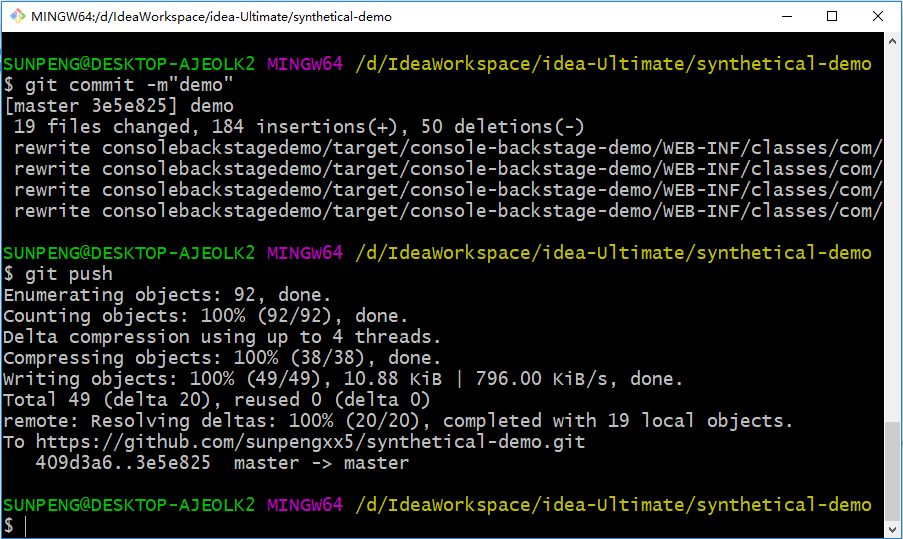 MINGW64:/d/IdeaWorkspace/idea-Ultimate/synthetical-demo
SUNPENG@DESKTOP-AJEOLK2 MINGW64 /d/IdeaWorkspace/idea-Ultimate/synthetical-demo
$ git commit -m"demo"
[master 3e5e825] demo
 19 files changed, 184 insertions(+), 50 deletions(-)
 rewrite consolebackstagedemo/target/console-backstage-demo/WEB-INF/classes/com/
 rewrite consolebackstagedemo/target/console-backstage-demo/WEB-INF/classes/com/
 rewrite consolebackstagedemo/target/console-backstage-demo/WEB-INF/classes/com/
 rewrite consolebackstagedemo/target/console-backstage-demo/WEB-INF/classes/com/
SUNPENG@DESKTOP-AJEOLK2 MINGW64 /d/IdeaWorkspace/idea-Ultimate/synthetical-demo
$ git push
Enumerating objects: 92, done.
Counting objects: 100% (92/92), done.
Delta compression using up to 4 threads.
Compressing objects: 100% (38/38), done.
Writing objects: 100% (49/49), 10.88 KiB | 796.00 KiB/s, done.
Total 49 (delta 20), reused 0 (delta 0)
remote: Resolving deltas: 100% (20/20), completed with 19 local objects.
To https://github.com/sunpengxx5/synthetical-demo.git
   409d3a6..3e5e825  master -> master
SUNPENG@DESKTOP-AJEOLK2 MINGW64 /d/IdeaWorkspace/idea-Ultimate/synthetical-demo
$